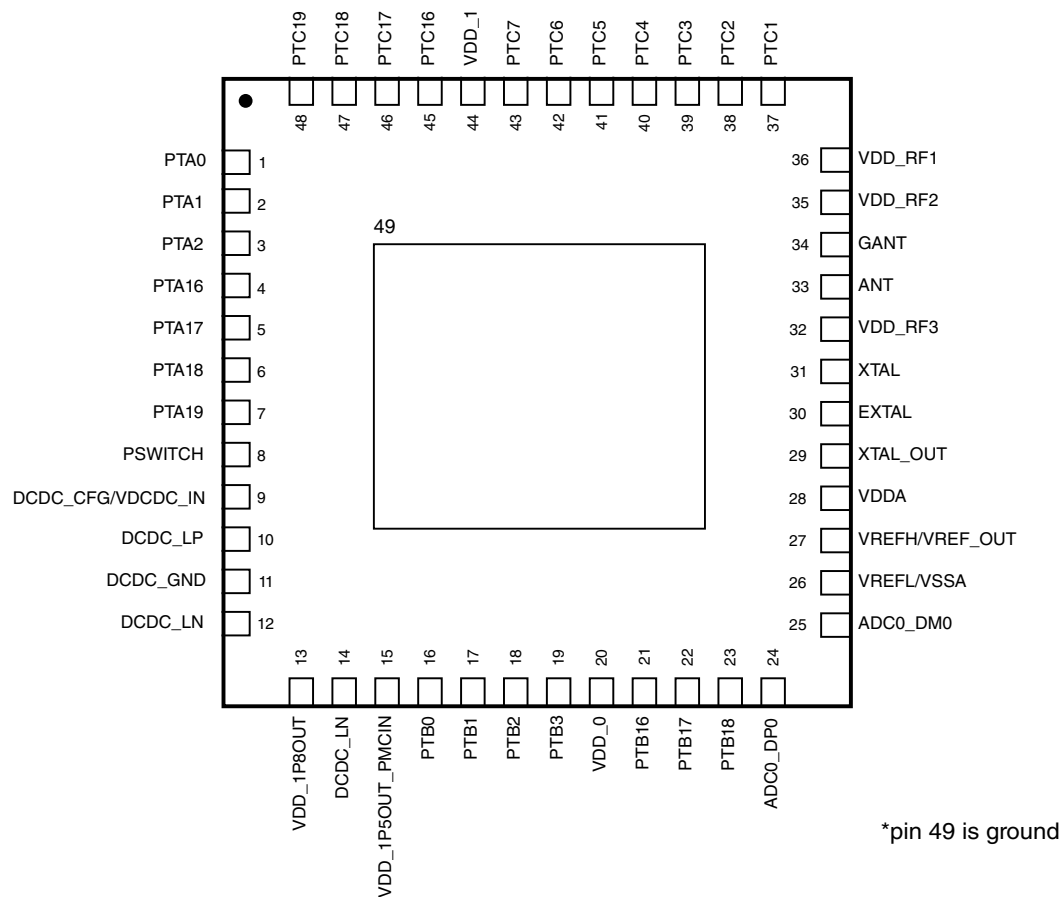 PTC19 PTC18 PTC17 PTC16 VDD_1 PTC7 PTC6 PTC5 PTC4 PTC3 PTC2 PTC1
48 47 46 45 44 43 42 41 40 39 38 37
PTA0 1
PTA1 2
PTA2 3
PTA16 4
PTA17 5
PTA18 6
PTA19 7
PSWITCH 8
DCDC_CFG/VDCDC_IN 9
DCDC_LP 10
DCDC_GND 11
DCDC_LN 12
49
36 VDD_RF1
35 VDD_RF2
34 GANT
33 ANT
32 VDD_RF3
31 XTAL
30 EXTAL
29 XTAL_OUT
28 VDDA
27 VREFH/VREF_OUT
26 VREFL/VSSA
25 ADC0_DM0
13 14 15 16 17 18 19 20 21 22 23 24
VDD_1P8OUT DCDC_LN VDD_1P5OUT_PMCIN PTB0 PTB1 PTB2 PTB3 VDD_0 PTB16 PTB17 PTB18 ADC0_DP0
*pin 49 is ground